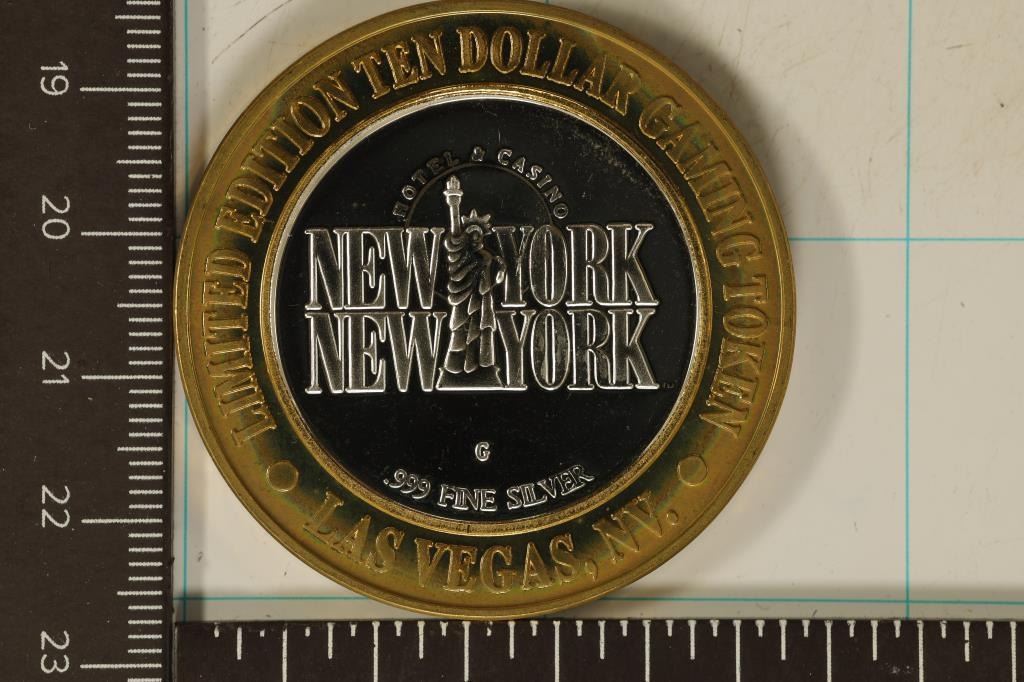 LIMITED EDITION TEN DOLLAR GAMING TOKEN
HOTEL & CASINO
NEW YORK
NEW YORK
G
.999 FINE SILVER
LAS VEGAS, NV.
19
20
21
22
23